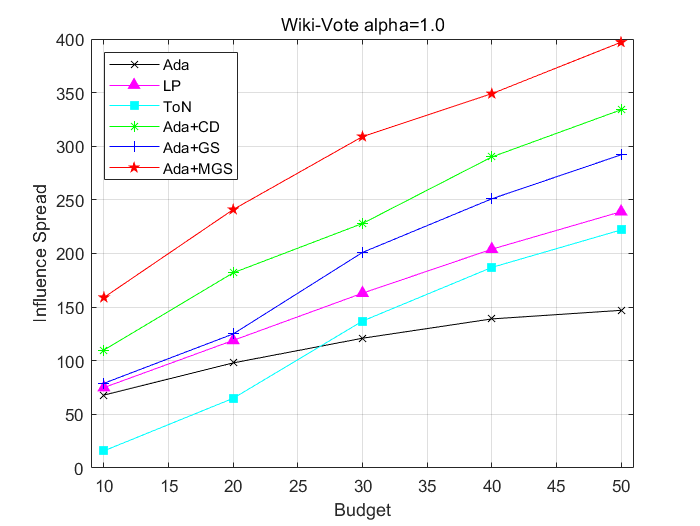 Wiki-Vote alpha=1.0
400
350
300
250
200
150
100
50
0
Influence Spread
Ada
LP
ToN
Ada+CD
Ada+GS
Ada+MGS
10 15 20 25 30 35 40 45 50
Budget